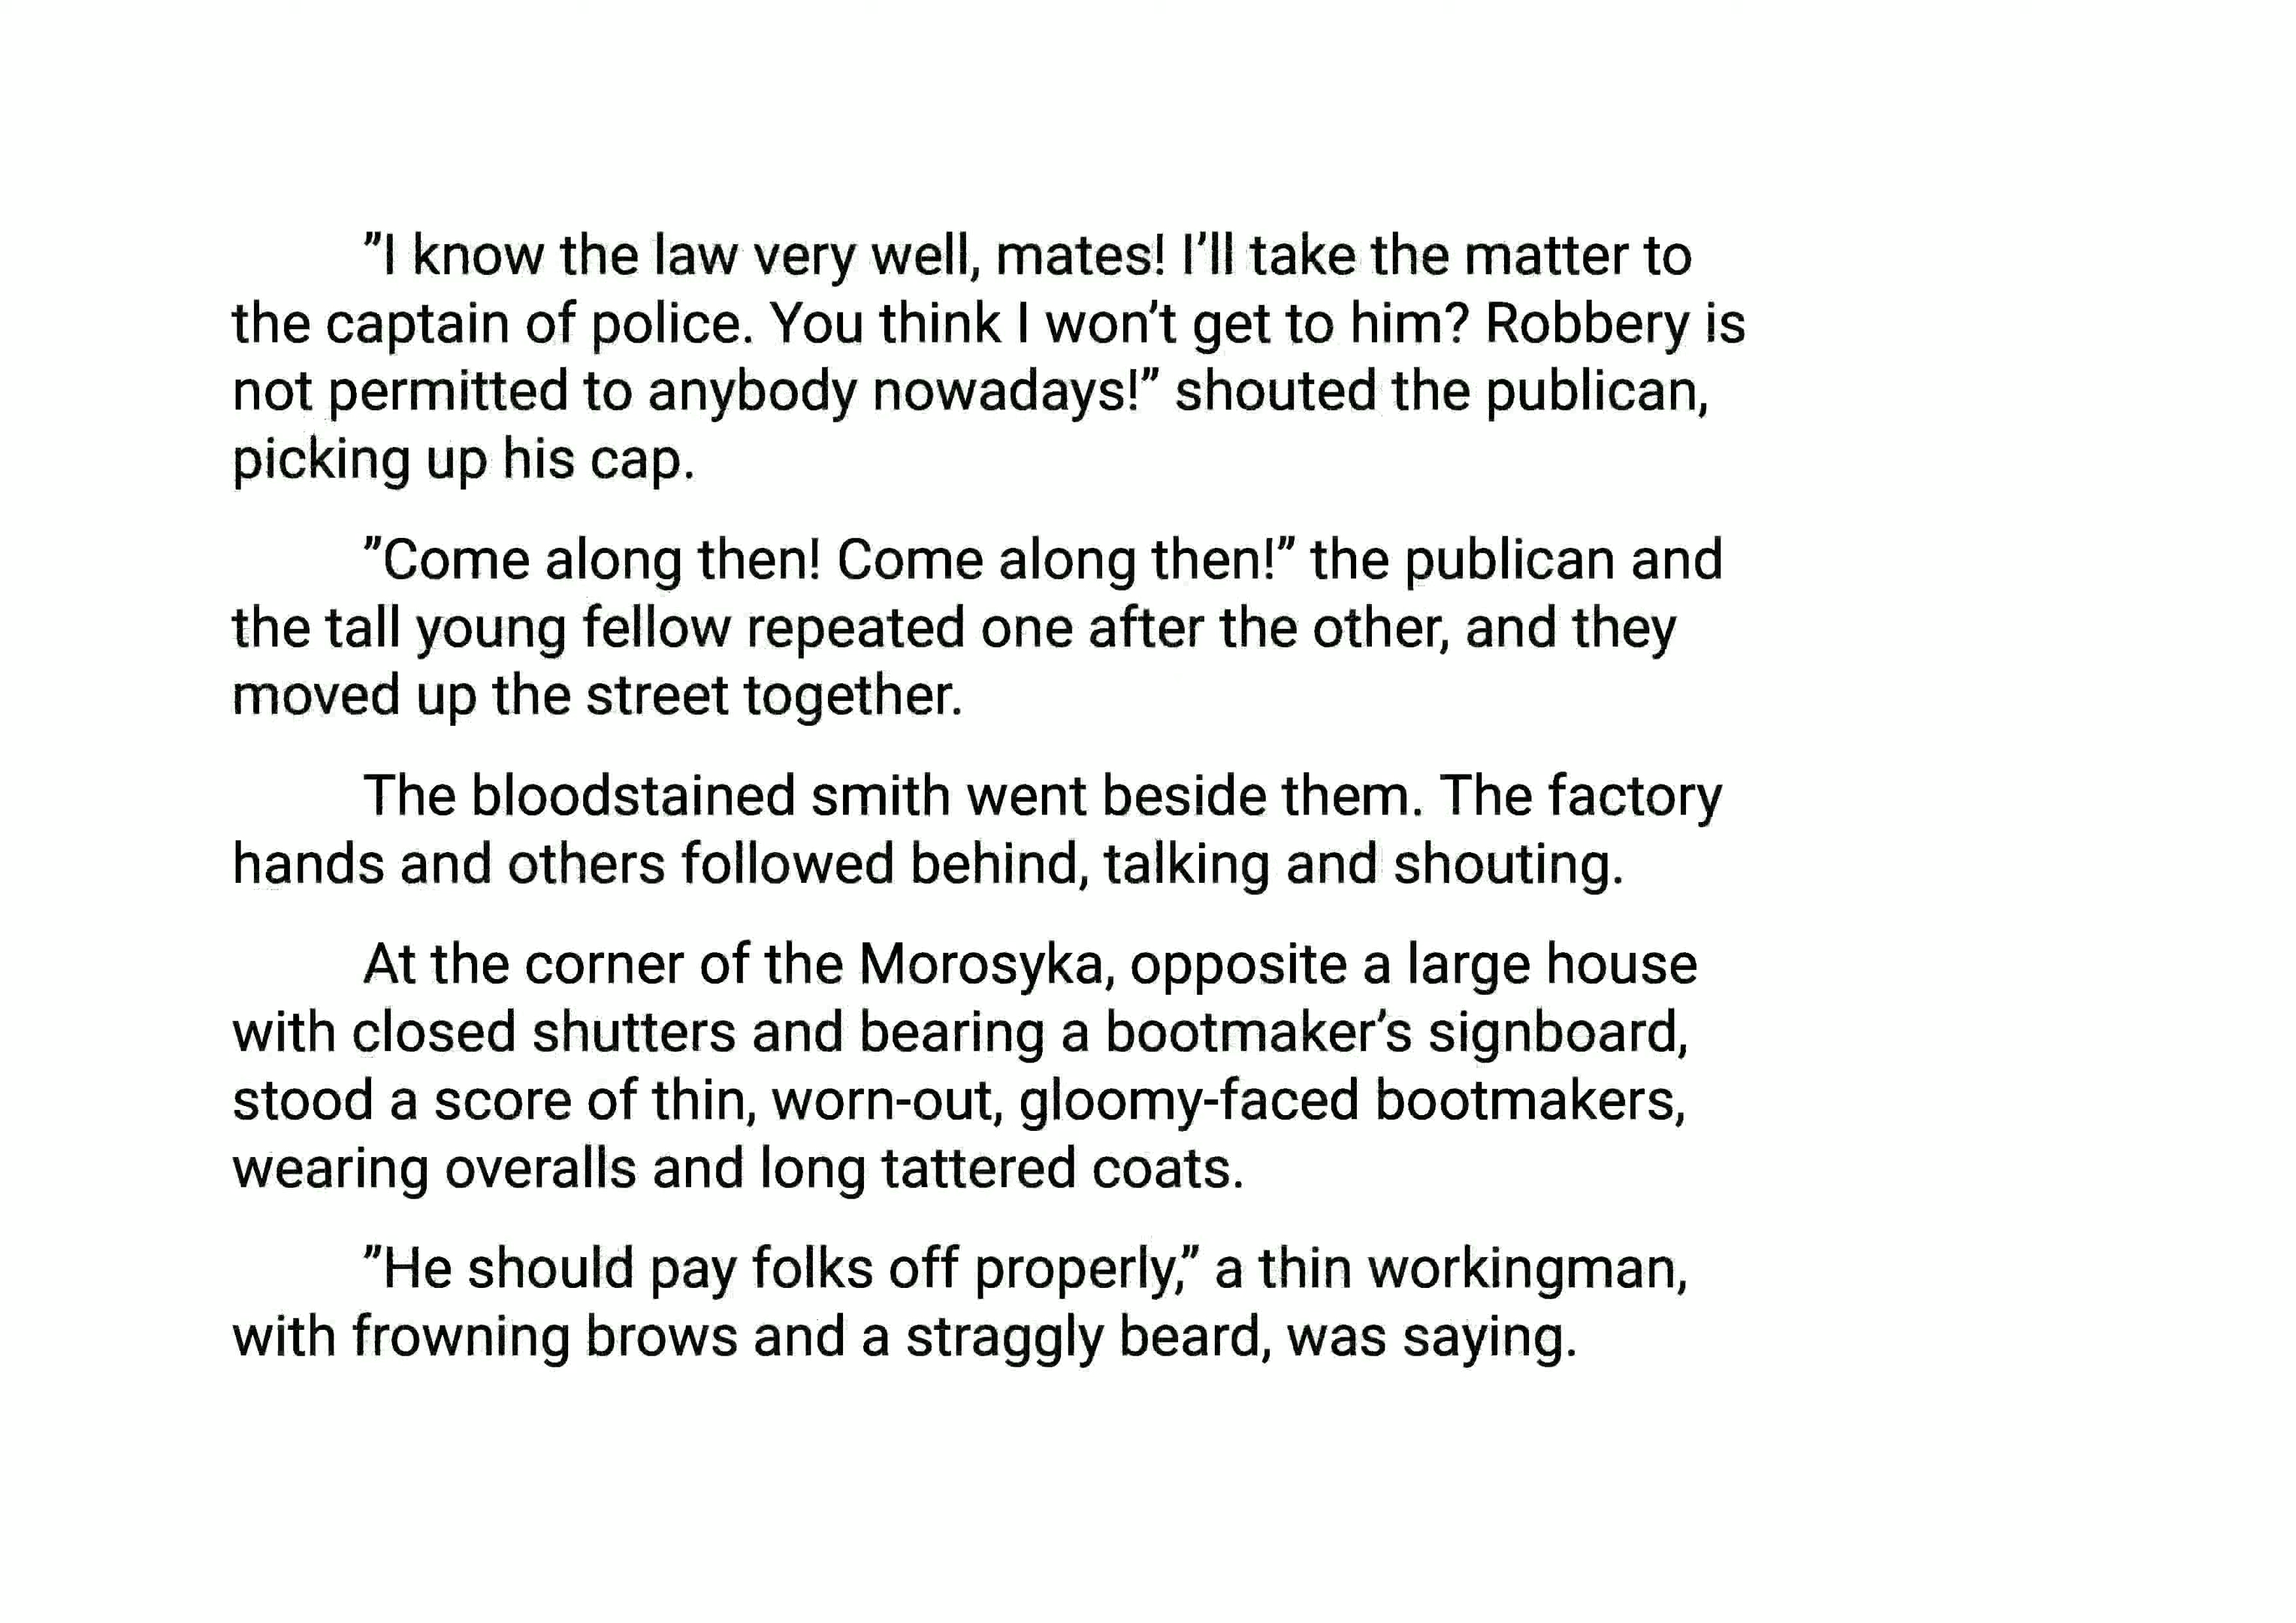 ”I know the law very well, mates! I’ll take the matter to
the captain of police. You think I won’t get to him? Robbery is
not permitted to anybody nowadays!” shouted the publican,
picking up his cap.
”Come along then! Come along then!” the publican and
the tall young fellow repeated one after the other, and they
moved up the street together.
The bloodstained smith went beside them. The factory
hands and others followed behind, talking and shouting.
At the corner of the Morosyka, opposite a large house
with closed shutters and bearing a bootmaker’s signboard,
stood a score of thin, worn-out, gloomy-faced bootmakers,
wearing overalls and long tattered coats.
”He should pay folks off properly,” a thin workingman,
with frowning brows and a straggly beard, was saying.